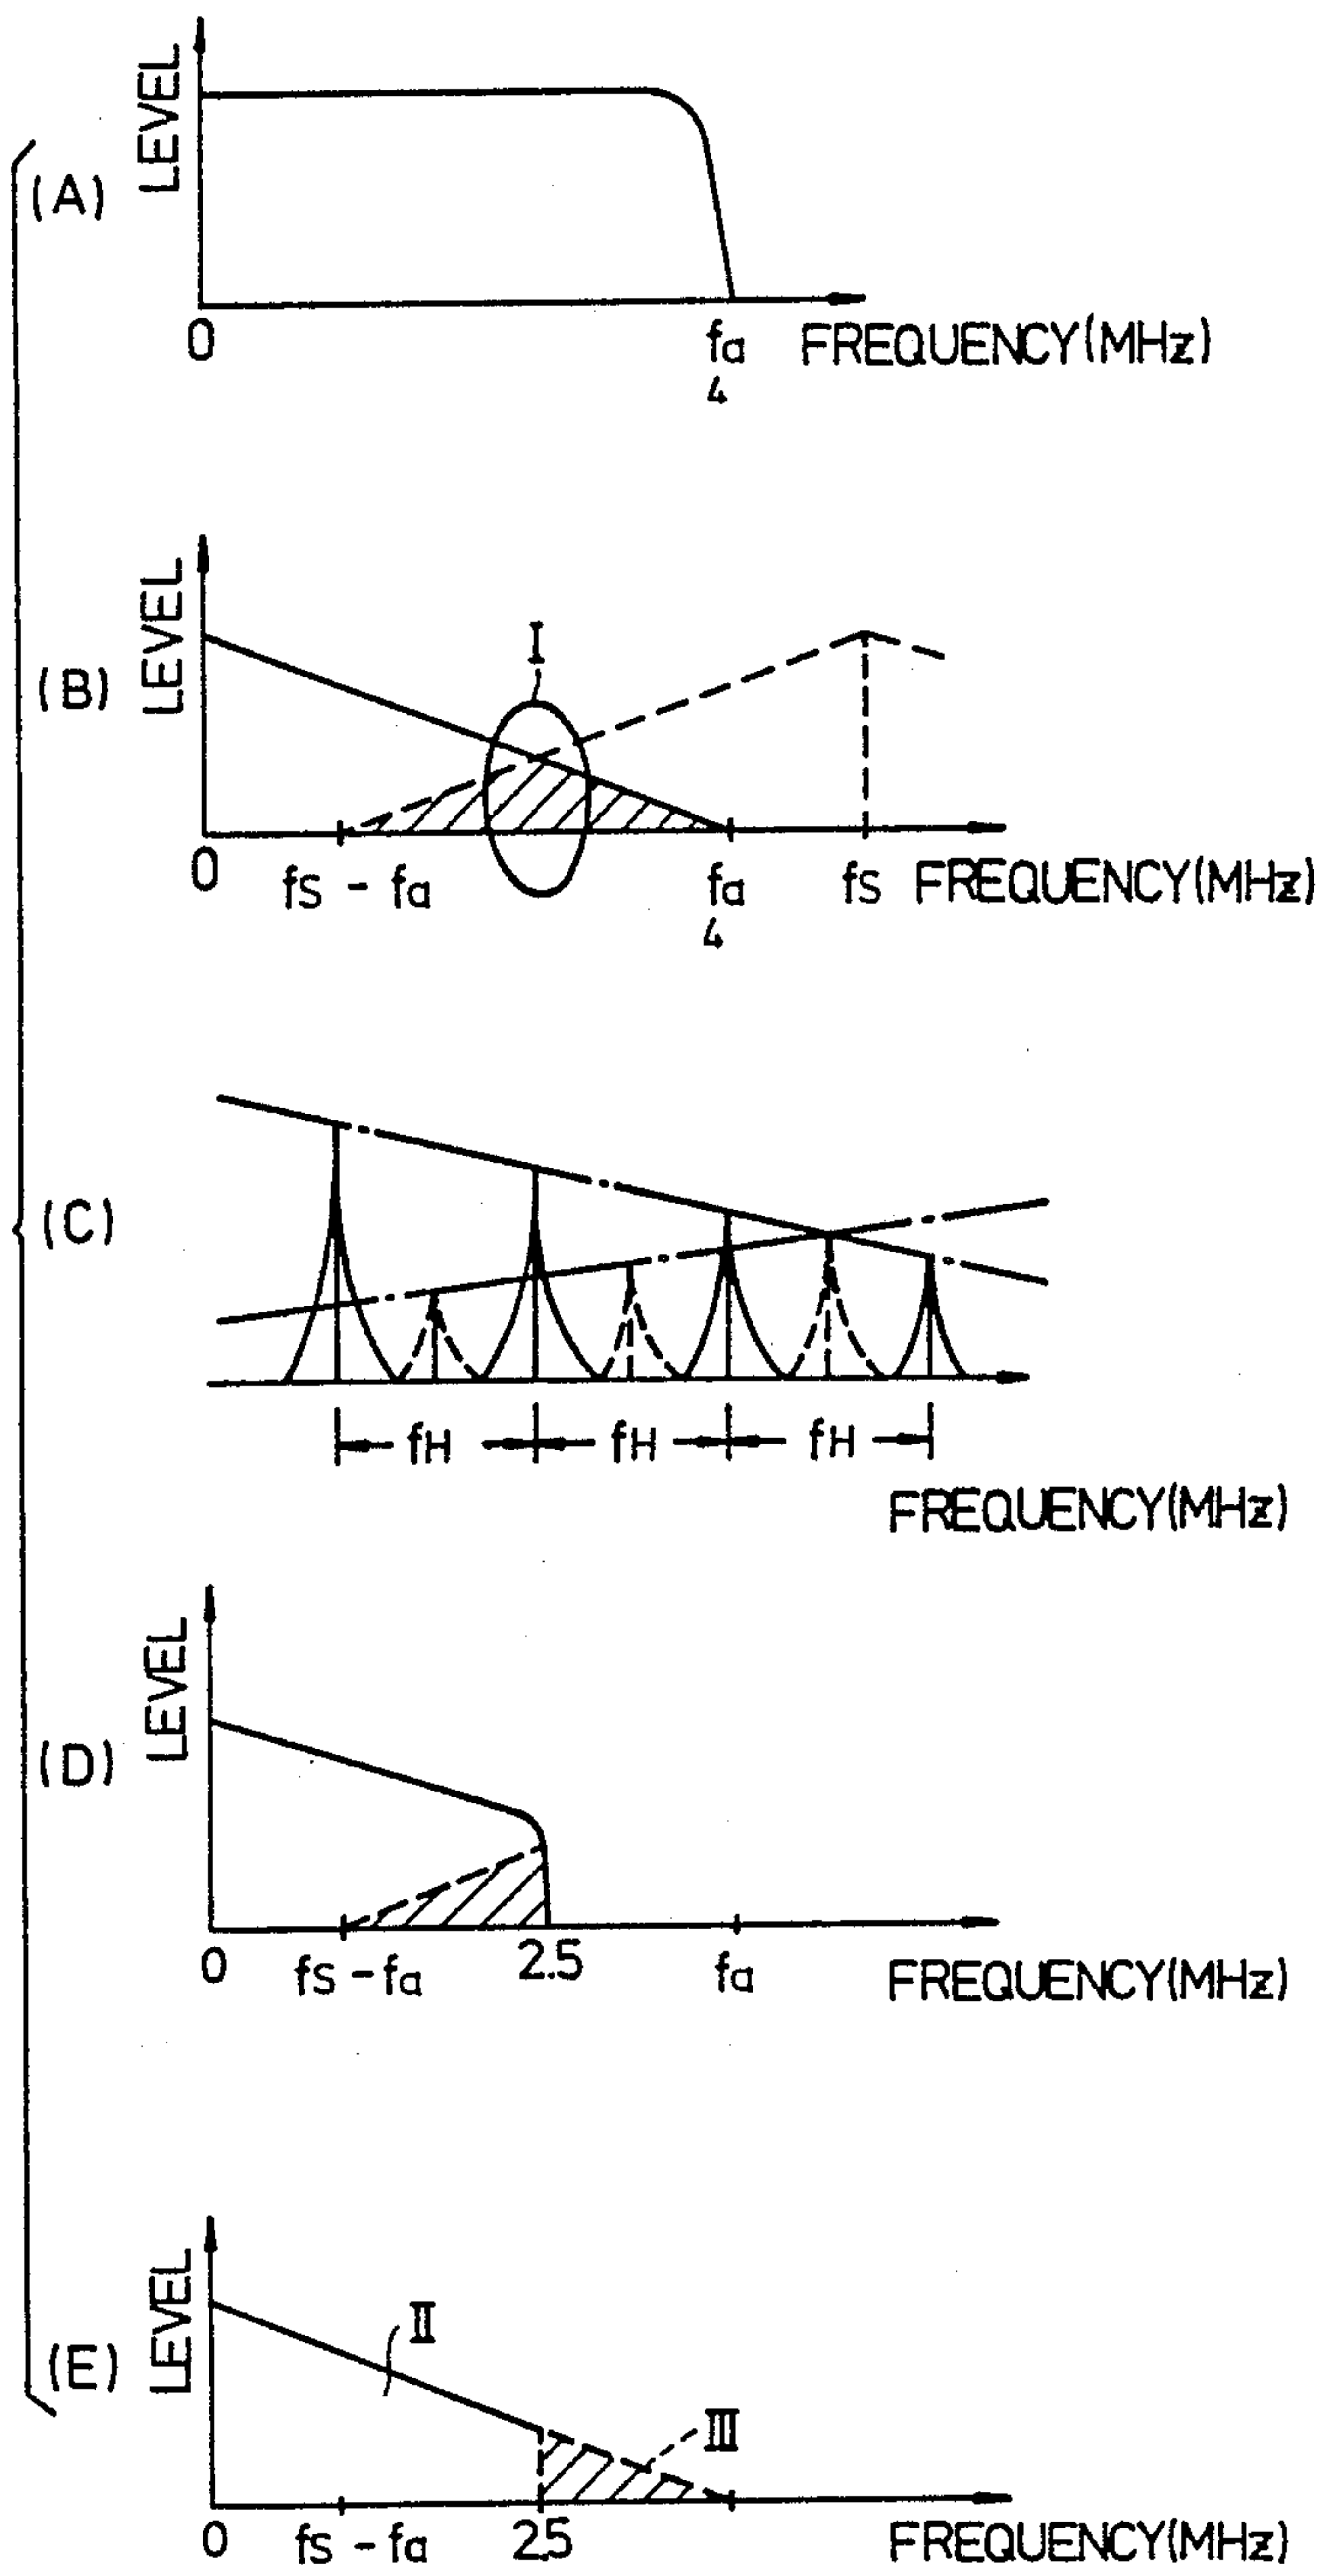 LEVEL
(A)
0 fa FREQUENCY(MHz)
4
LEVEL
I
(B)
0 fs - fa fa fs FREQUENCY(MHz)
4
(C)
fH fH fH
FREQUENCY(MHz)
LEVEL
(D)
0 fs - fa 2.5 fa FREQUENCY(MHz)
LEVEL
II
(E)
III
0 fs - fa 2.5 FREQUENCY(MHz)